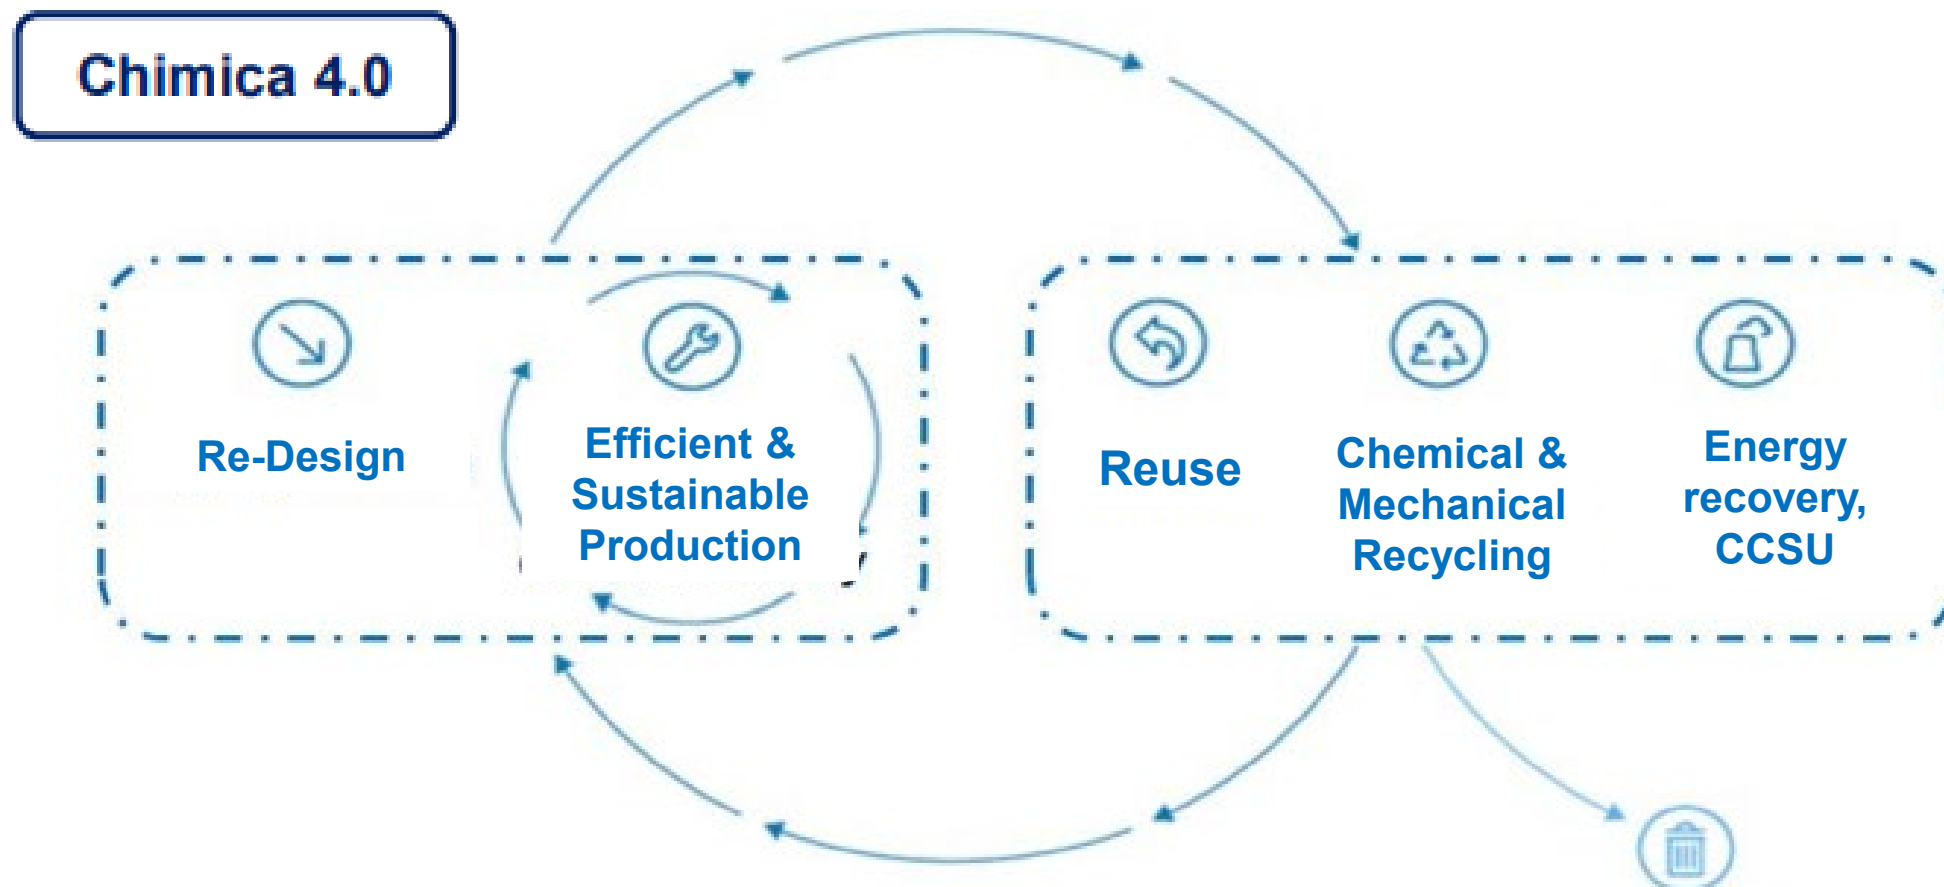 Chimica 4.0
Re-Design
Efficient &
Sustainable
Production
Reuse
Chemical &
Mechanical
Recycling
Energy
recovery,
CCSU